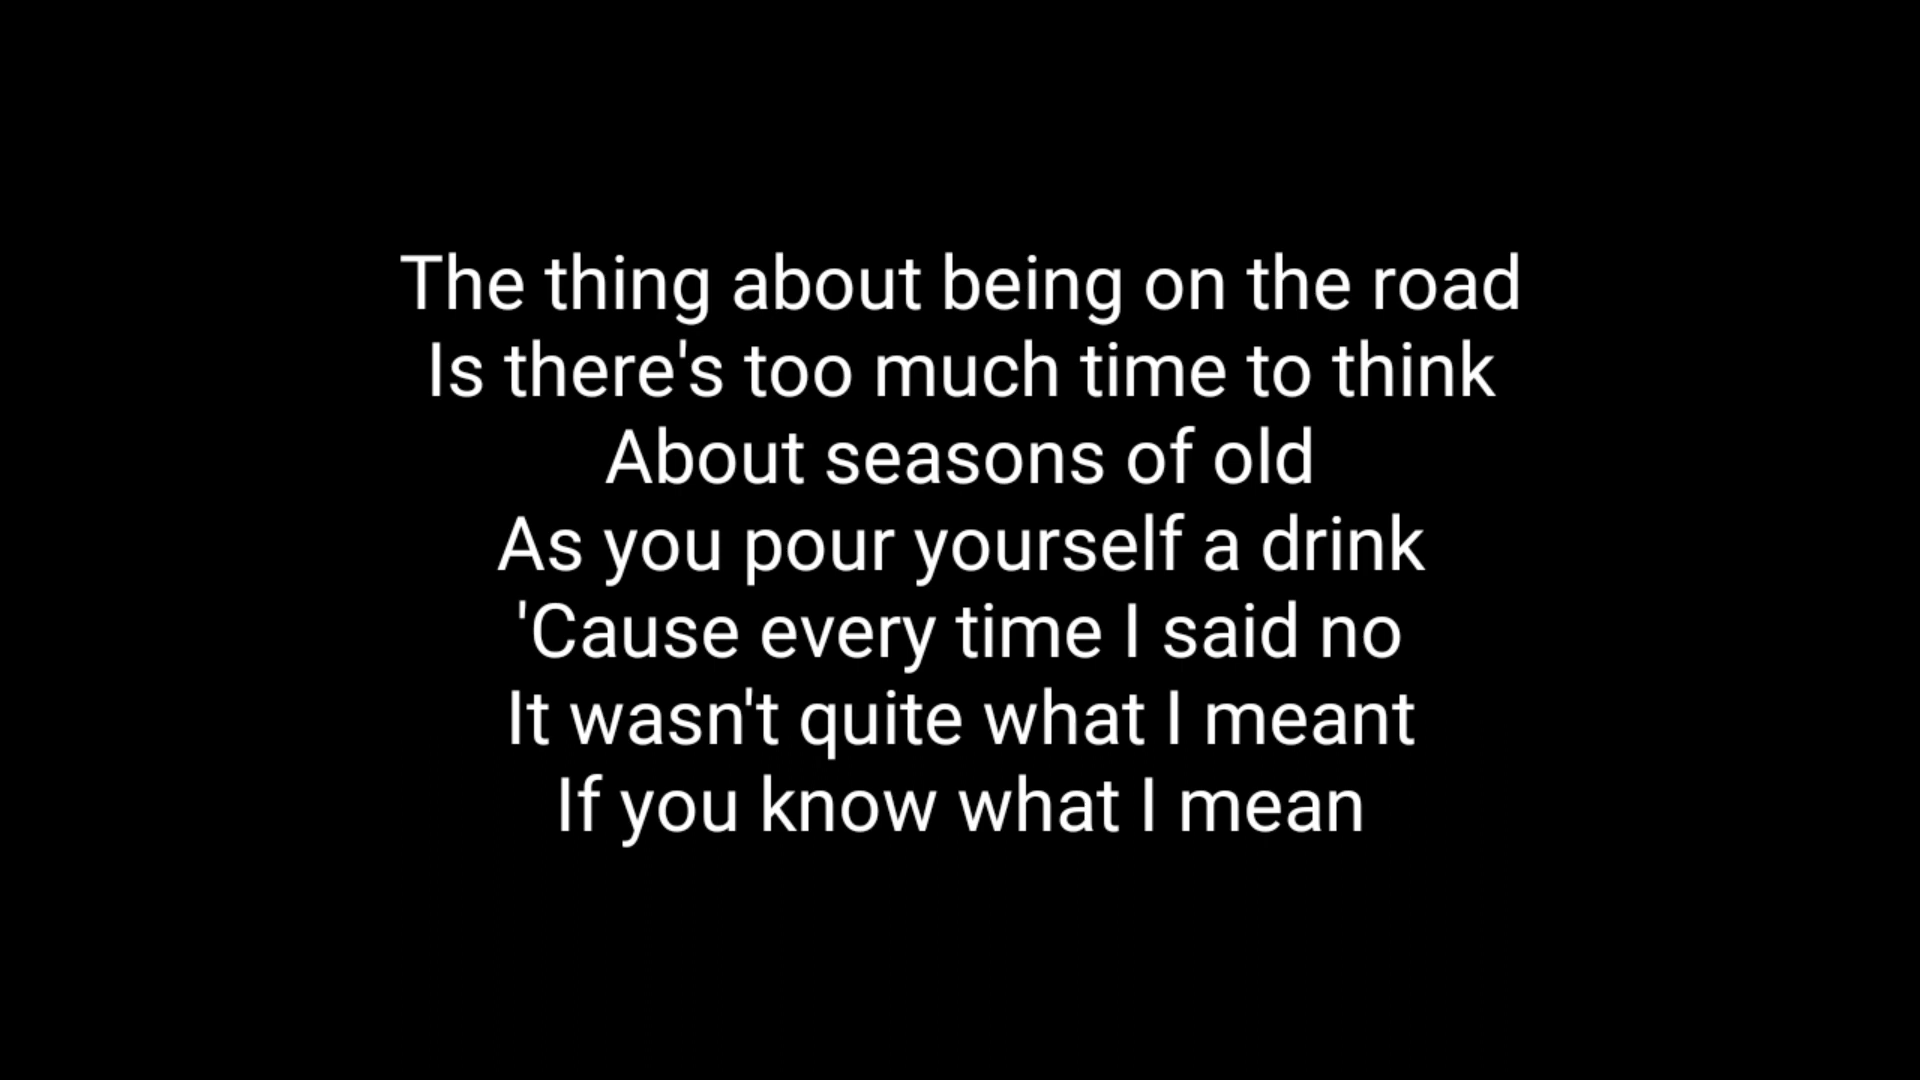 The thing about being on the road
Is there's too much time to think
About seasons of old
As you pour yourself a drink
'Cause every time I said no
It wasn't quite what I meant
If you know what I mean